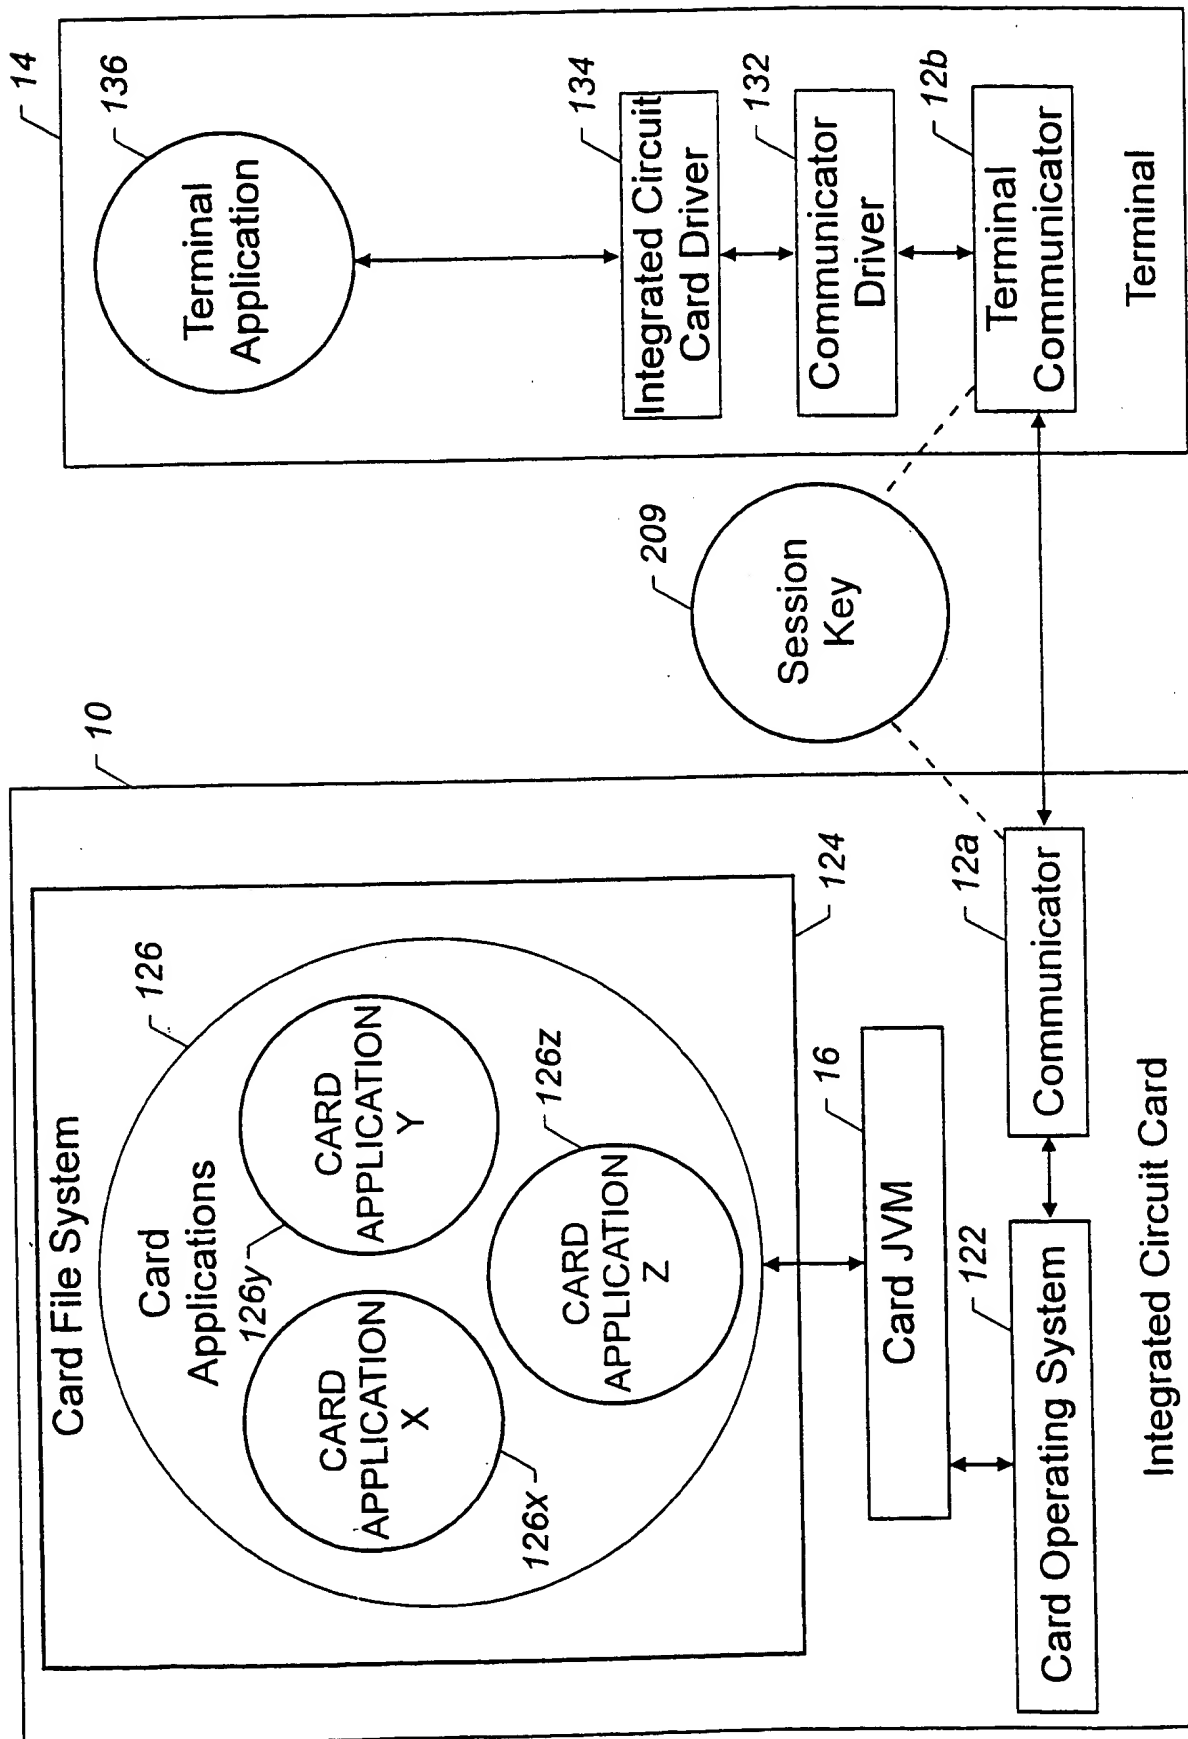 Card File System
Card
Applications
126
126y
CARD
APPLICATION
Y
CARD
APPLICATION
X
126x
CARD
APPLICATION
Z
126z
124
10
Card JVM
16
Card Operating System
122
Communicator
12a
Integrated Circuit Card
Session
Key
209
14
Terminal
Application
136
Integrated Circuit
Card Driver
134
Communicator
Driver
132
Terminal
Communicator
12b
Terminal